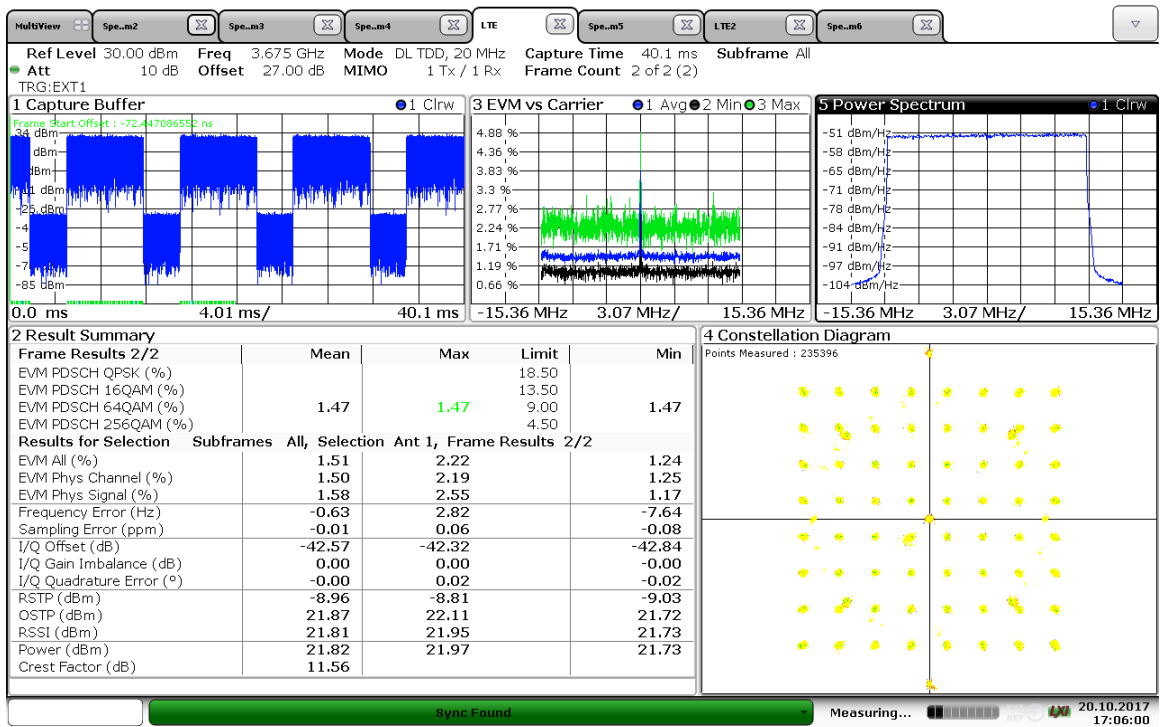 MultiView Spe...m2 Spe...m3 Spe...m4 LTE Spe...m5 LTE2 Spe...m6
Ref Level 30.00 dBm Freq 3.675 GHz Mode DL TDD, 20 MHz Capture Time 40.1 ms Subframe All
Att 10 dB Offset 27.00 dB MIMO 1 Tx / 1 Rx Frame Count 2 of 2 (2)
TRG:EXT1
1 Capture Buffer 1 Clrw
Frame Start Offset : -72.447086552 ns
34 dBm
dBm
-85 dBm
0.0 ms 4.01 ms/ 40.1 ms
3 EVM vs Carrier 1 Avg 2 Min 3 Max
4.88 %
4.36 %
3.83 %
3.3 %
2.77 %
2.24 %
1.71 %
1.19 %
0.66 %
-15.36 MHz 3.07 MHz/ 15.36 MHz
5 Power Spectrum 1 Clrw
-51 dBm/Hz
-58 dBm/Hz
-65 dBm/Hz
-71 dBm/Hz
-78 dBm/Hz
-84 dBm/Hz
-91 dBm/Hz
-97 dBm/Hz
-104 dBm/Hz
-15.36 MHz 3.07 MHz/ 15.36 MHz
2 Result Summary
Frame Results 2/2 Mean Max Limit Min
EVM PDSCH QPSK (%) 18.50
EVM PDSCH 16QAM (%) 13.50
EVM PDSCH 64QAM (%) 1.47 1.47 9.00 1.47
EVM PDSCH 256QAM (%) 4.50
Results for Selection Subframes All, Selection Ant 1, Frame Results 2/2
EVM All (%) 1.51 2.22 1.24
EVM Phys Channel (%) 1.50 2.19 1.25
EVM Phys Signal (%) 1.58 2.55 1.17
Frequency Error (Hz) -0.63 2.82 -7.64
Sampling Error (ppm) -0.01 0.06 -0.08
I/Q Offset (dB) -42.57 -42.32 -42.84
I/Q Gain Imbalance (dB) 0.00 0.00 -0.00
I/Q Quadrature Error (°) -0.00 0.02 -0.02
RSTP (dBm) -8.96 -8.81 -9.03
OSTP (dBm) 21.87 22.11 21.72
RSSI (dBm) 21.81 21.95 21.73
Power (dBm) 21.82 21.97 21.73
Crest Factor (dB) 11.56
4 Constellation Diagram
Points Measured : 235396
Sync Found Measuring... LXI 20.10.2017
17:06:00